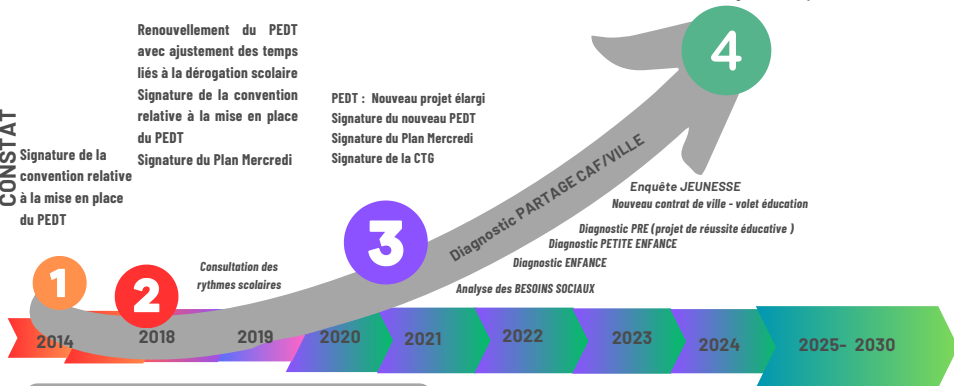 CONSTAT
Signature de la
convention relative
à la mise en place
du PEDT
Renouvellement du PEDT
avec ajustement des temps
liés à la dérogation scolaire
Signature de la convention
relative à la mise en place
du PEDT
Signature du Plan Mercredi
PEDT : Nouveau projet élargi
Signature du nouveau PEDT
Signature du Plan Mercredi
Signature de la CTG
4
Diagnostic PARTAGE CAF/VILLE
Enquête JEUNESSE
Nouveau contrat de ville - volet éducation
Diagnostic PRE (projet de réussite éducative )
Diagnostic PETITE ENFANCE
Diagnostic ENFANCE
Analyse des BESOINS SOCIAUX
3
Consultation des
rythmes scolaires
1
2
2014
2018
2019
2020
2021
2022
2023
2024
2025- 2030